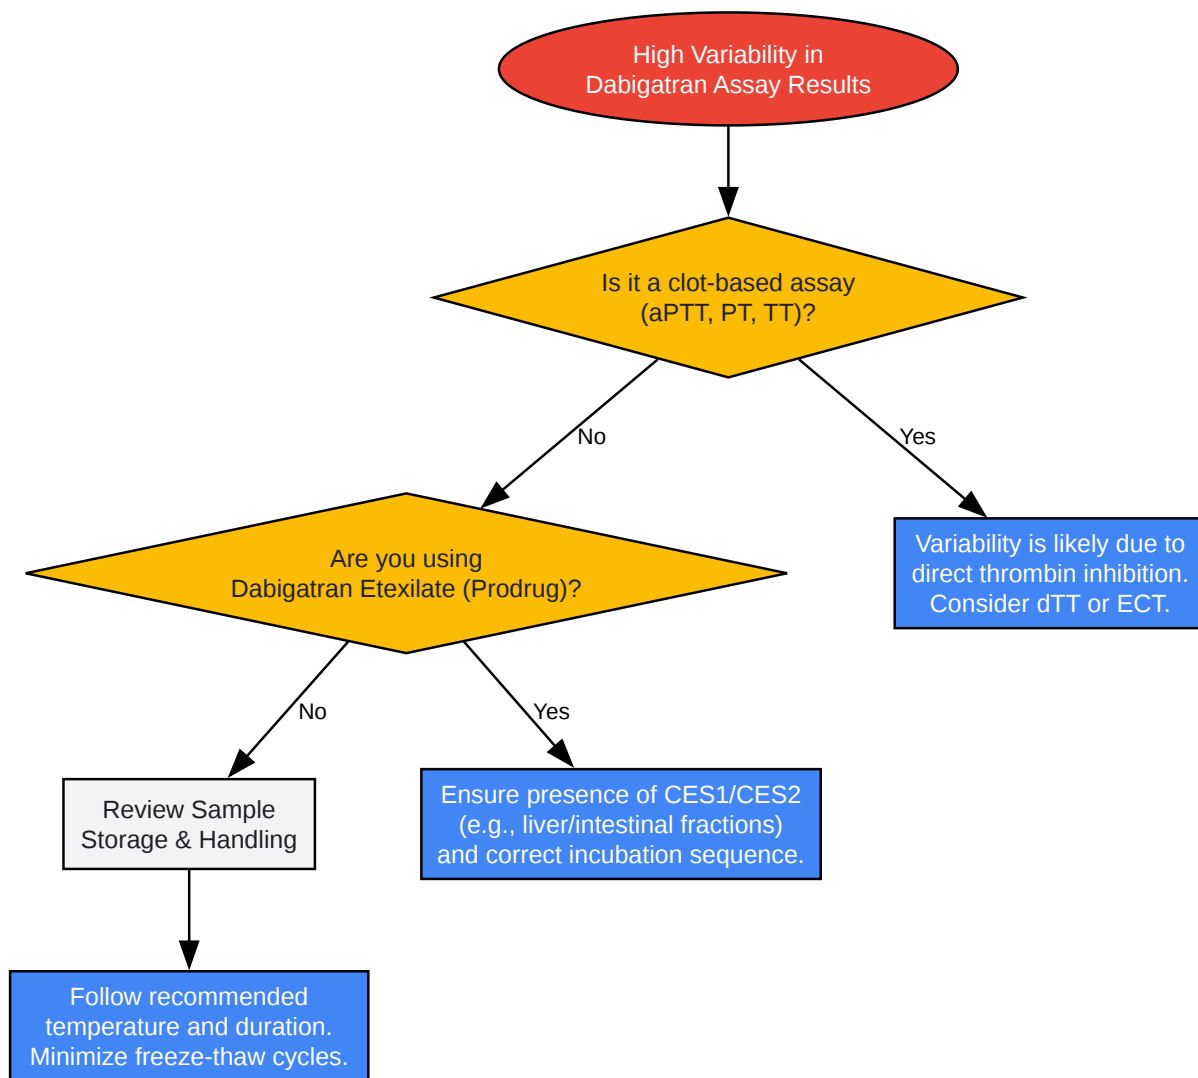 High Variability in
Dabigatran Assay Results
Is it a clot-based assay
(aPTT, PT, TT)?
No
Yes
Are you using
Dabigatran Etexilate (Prodrug)?
Variability is likely due to
direct thrombin inhibition.
Consider dTT or ECT.
No
Yes
Review Sample
Storage & Handling
Ensure presence of CES1/CES2
(e.g., liver/intestinal fractions)
and correct incubation sequence.
Follow recommended
temperature and duration.
Minimize freeze-thaw cycles.